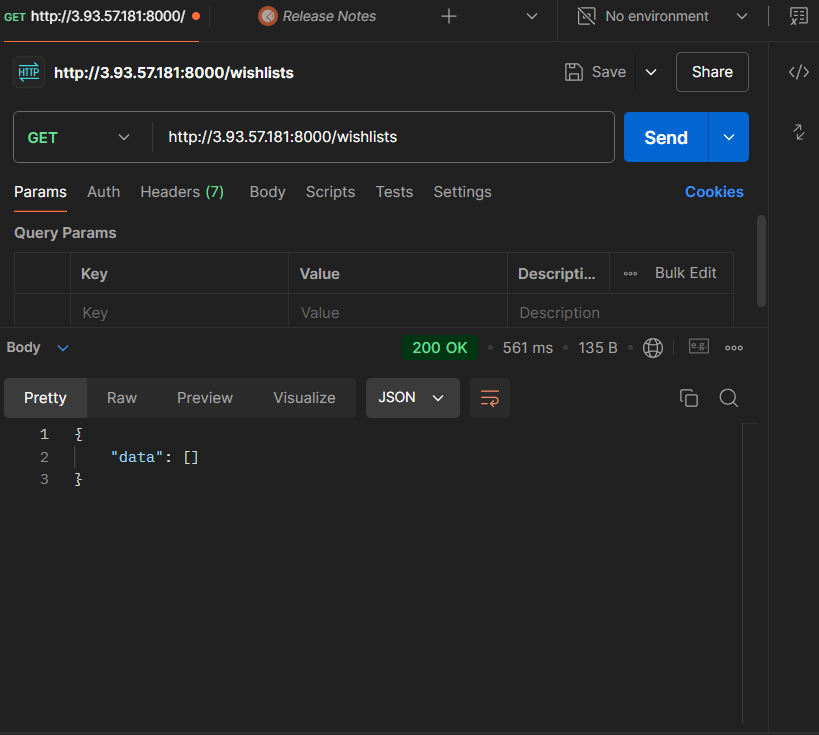 GET http://3.93.57.181:8000/ Release Notes No environment
HTTP http://3.93.57.181:8000/wishlists Save Share
GET http://3.93.57.181:8000/wishlists Send
Params Auth Headers (7) Body Scripts Tests Settings Cookies
Query Params
Key Value Descripti... Bulk Edit
Key Value Description
Body 200 OK • 561 ms • 135 B • e.g.
Pretty Raw Preview Visualize JSON
1 {
2 "data": []
3 }